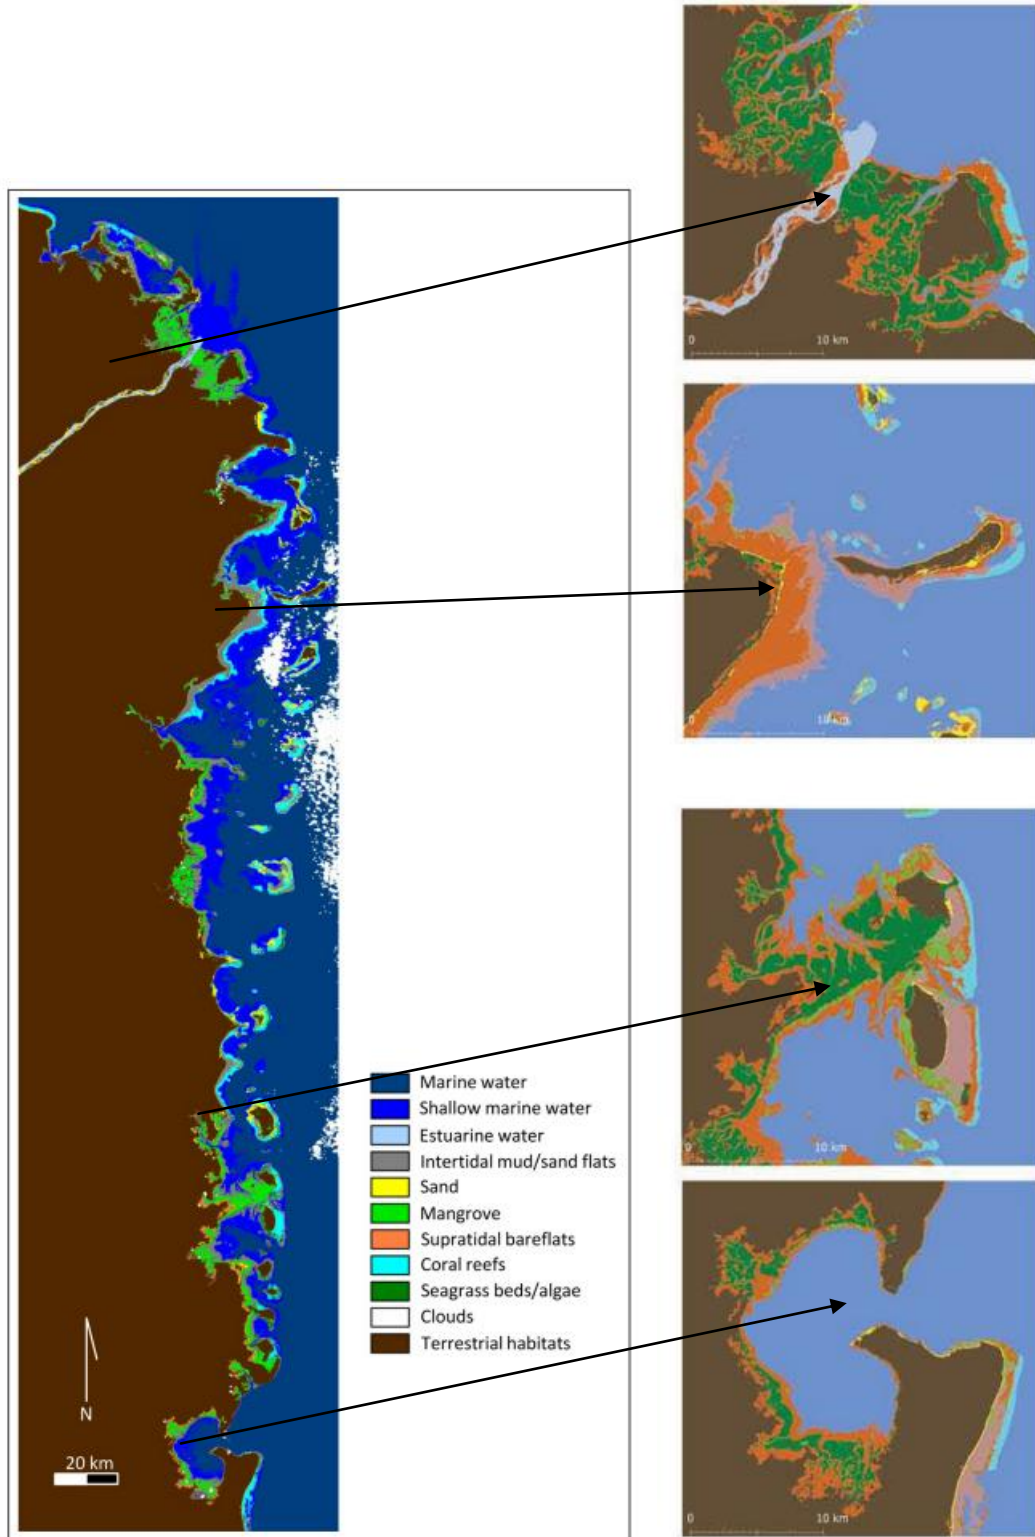 Marine water
Shallow marine water
Estuarine water
Intertidal mud/sand flats
Sand
Mangrove
Supratidal bareflats
Coral reefs
Seagrass beds/algae
Clouds
Terrestrial habitats
N
20 km
0 10 km
0 10 km
0 10 km
0 10 km